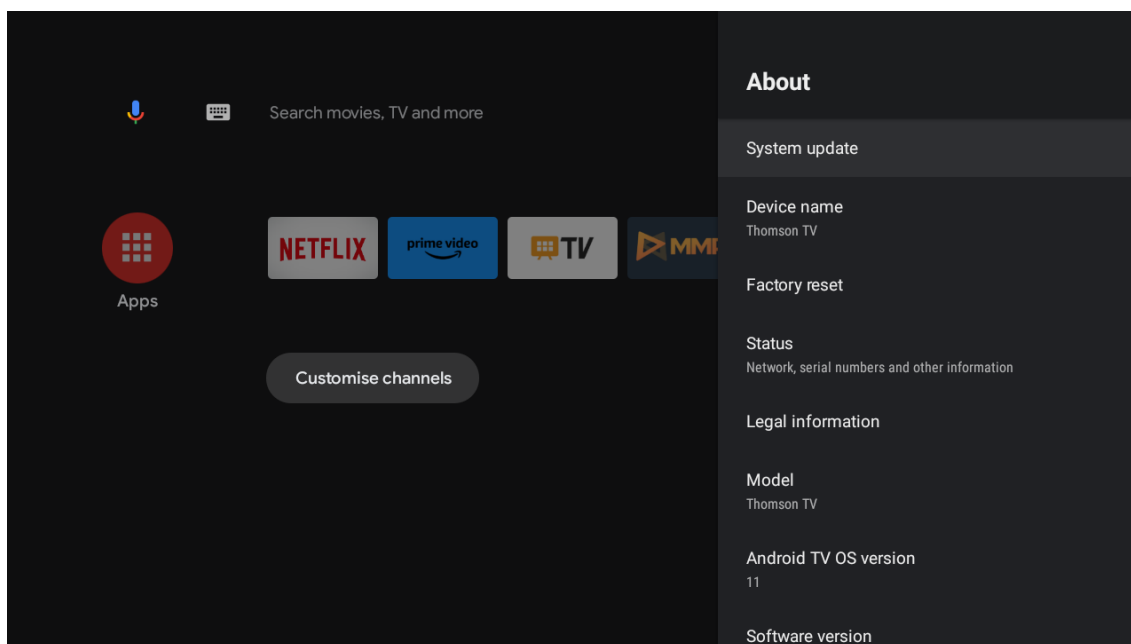 Search movies, TV and more
NETFLIX
prime video
TV
Apps
Customise channels
About
System update
Device name
Thomson TV
Factory reset
Status
Network, serial numbers and other information
Legal information
Model
Thomson TV
Android TV OS version
11
Software version